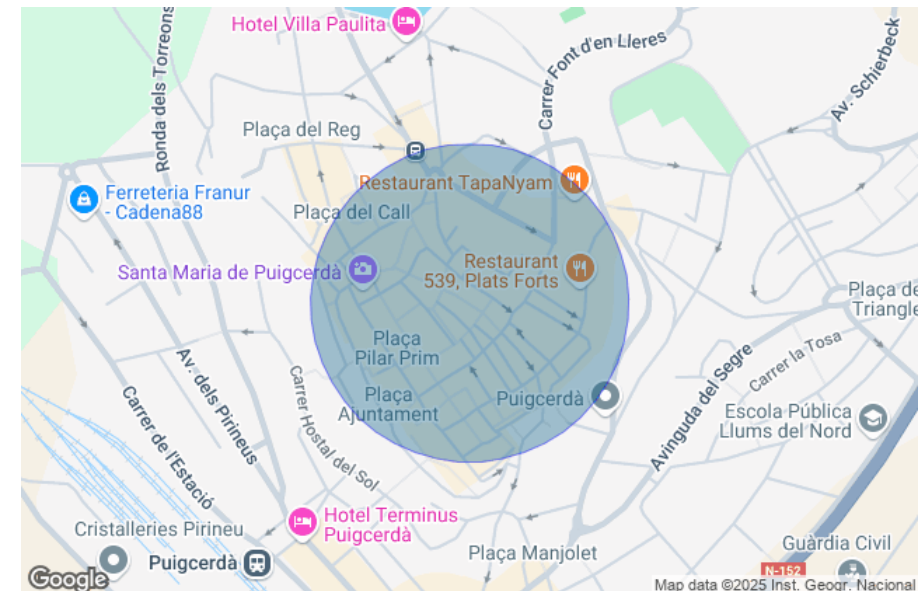 Hotel Villa Paulita
Carrer Font d'en Lleres
Av. Schierbeck
Ronda dels Torreons
Plaça del Reg
Restaurant TapaNyam
Ferreteria Franur
- Cadena88
Plaça del Call
Santa Maria de Puigcerdà
Restaurant
539, Plats Forts
Plaça de
Triangle
Plaça
Pilar Prim
Av. dels Pirineus
Carrer la Tosa
Carrer de l'Estació
Carrer Hostal del Sol
Plaça
Ajuntament
Puigcerdà
Avinguda del Segre
Escola Pública
Llums del Nord
Hotel Terminus
Puigcerdà
Cristalleries Pirineu
Puigcerdà
Plaça Manjolet
Guàrdia Civil
N-152
Google
Map data ©2025 Inst. Geogr. Nacional